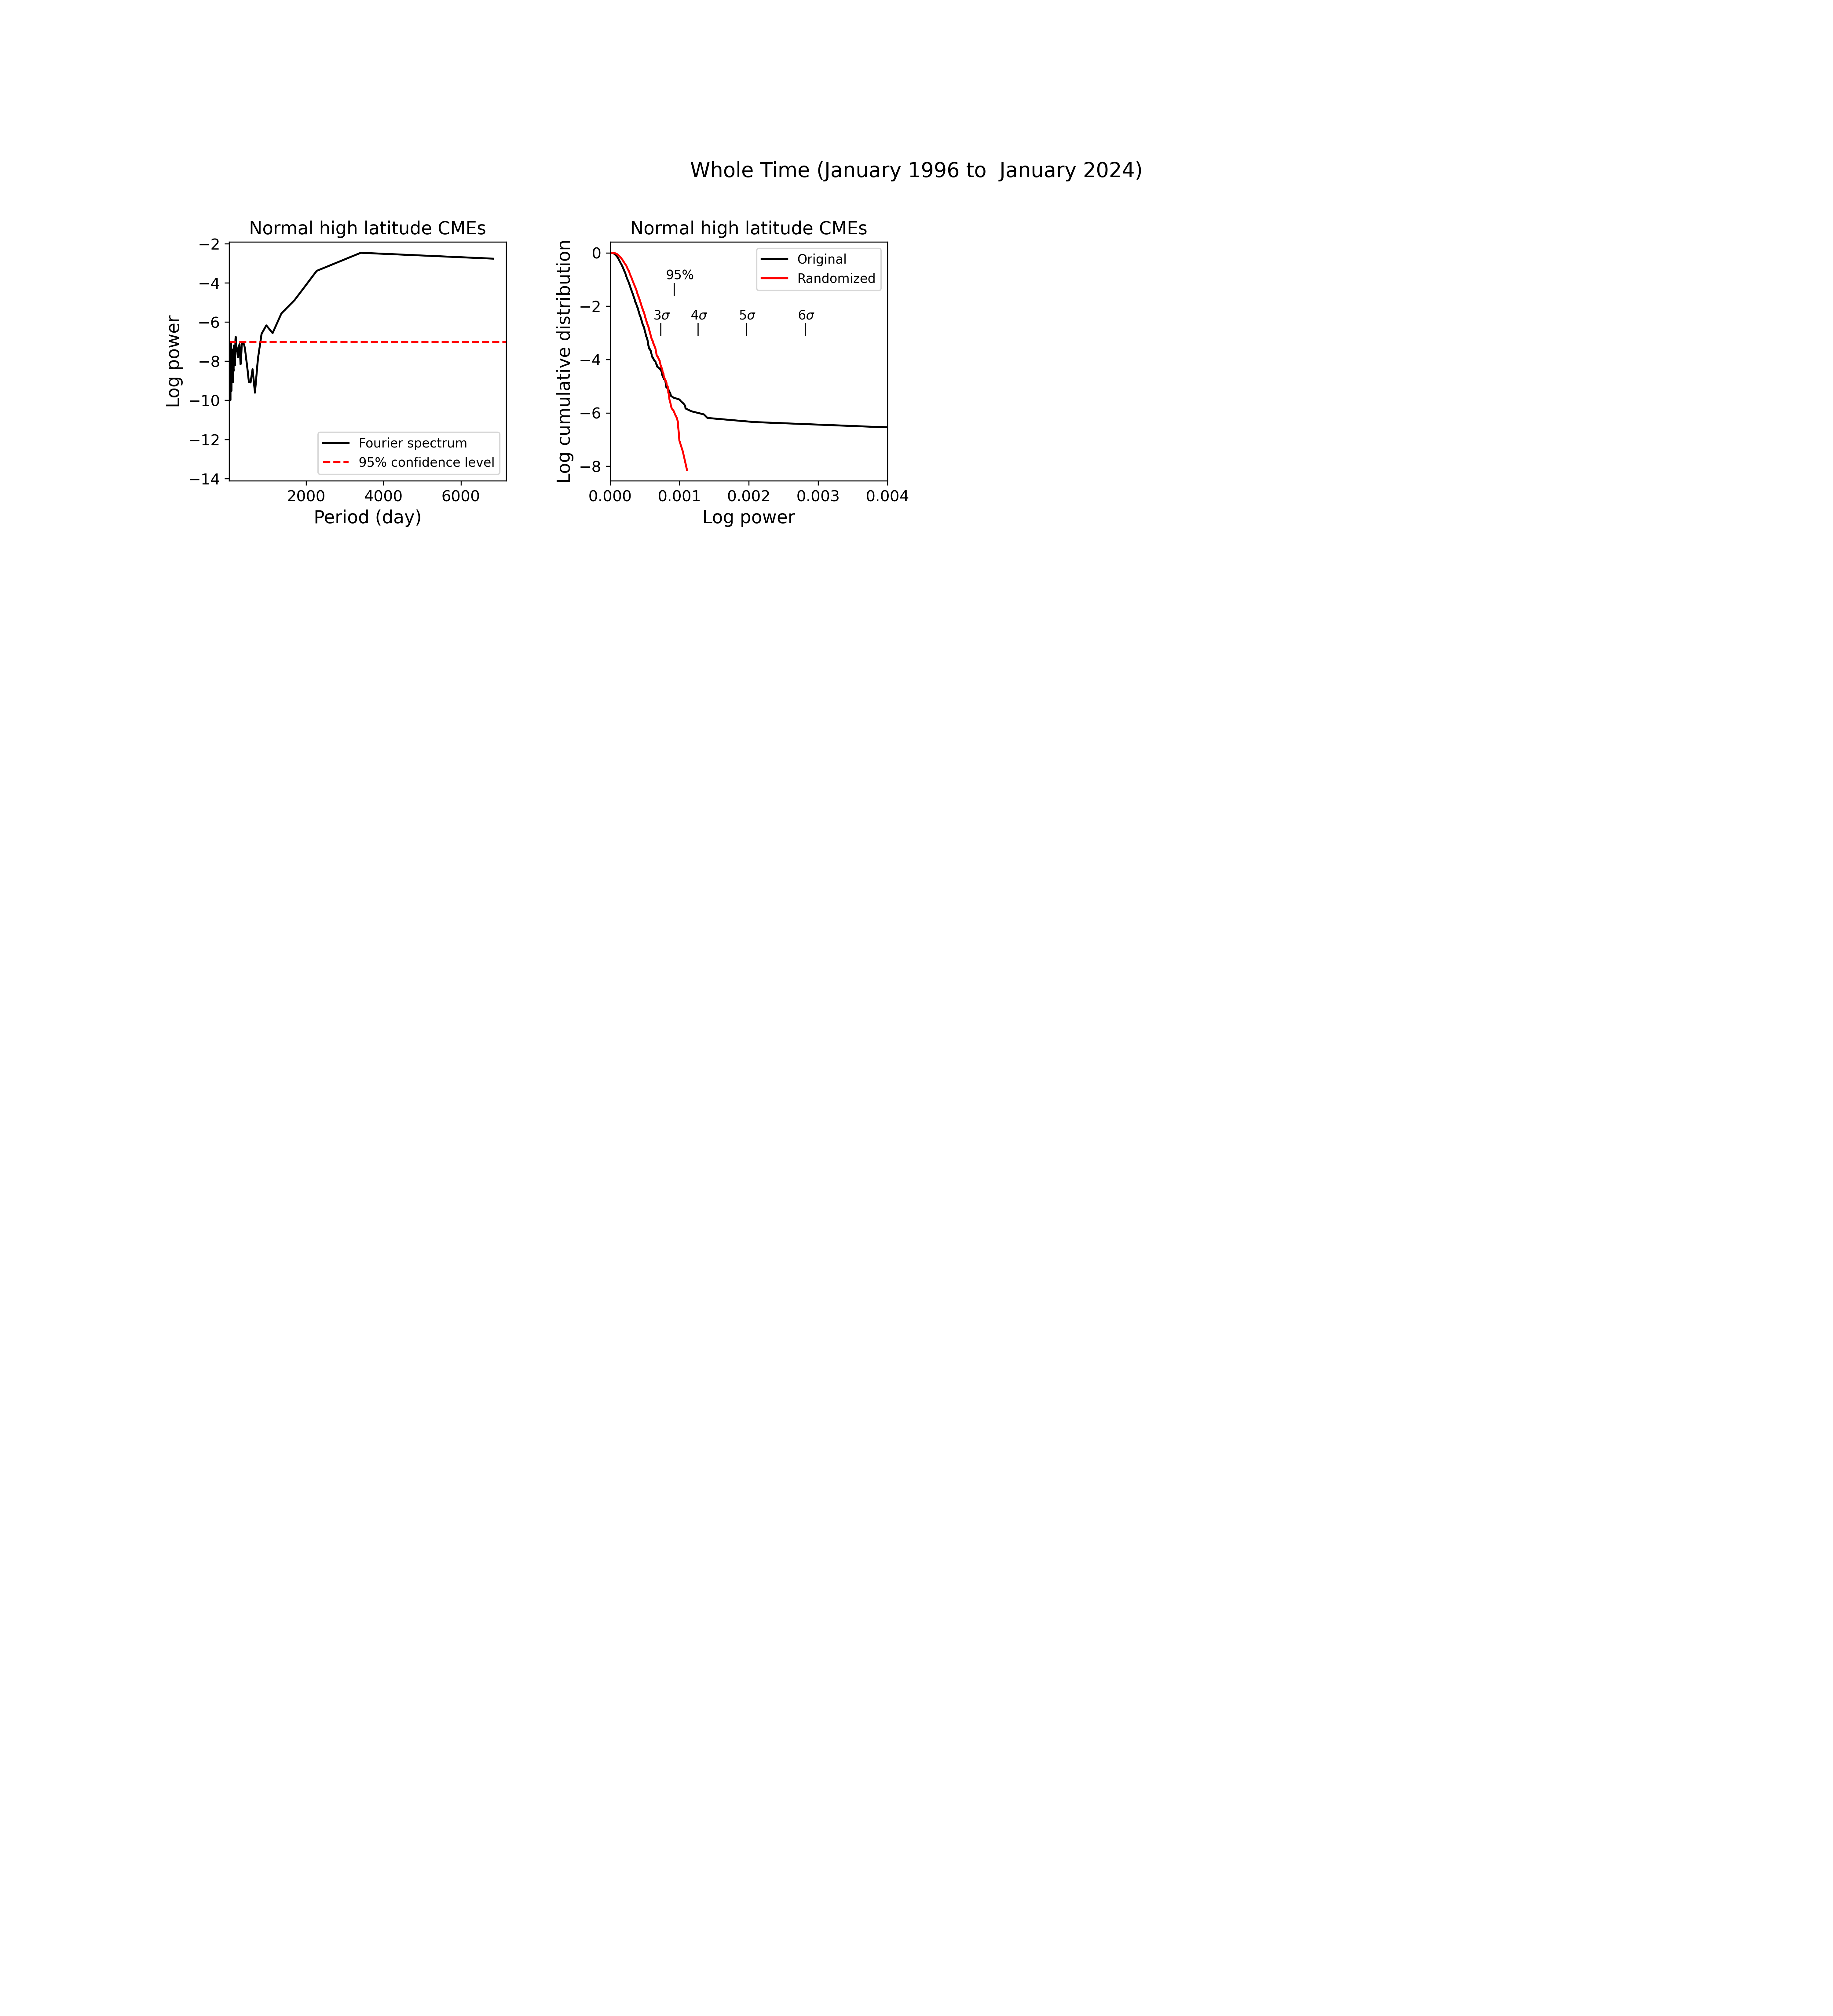 Whole Time (January 1996 to  January 2024)
Normal high latitude CMEs
Log power
−2
−4
−6
−8
−10
−12
−14
Fourier spectrum
95% confidence level
2000 4000 6000
Period (day)
Normal high latitude CMEs
Log cumulative distribution
0
−2
−4
−6
−8
Original
Randomized
95%
3σ 4σ 5σ 6σ
0.000 0.001 0.002 0.003 0.004
Log power